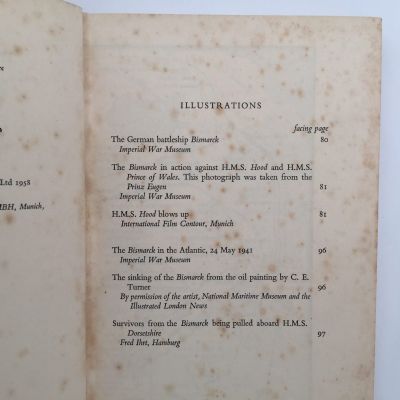 Ltd 1958
MBH, Munich,
ILLUSTRATIONS
facing page
The German battleship Bismarck 80
Imperial War Museum
The Bismarck in action against H.M.S. Hood and H.M.S.
Prince of Wales. This photograph was taken from the
Prinz Eugen 81
Imperial War Museum
H.M.S. Hood blows up 81
International Film Contour, Munich
The Bismarck in the Atlantic, 24 May 1941 96
Imperial War Museum
The sinking of the Bismarck from the oil painting by C. E.
Turner 96
By permission of the artist, National Maritime Museum and the
Illustrated London News
Survivors from the Bismarck being pulled aboard H.M.S.
Dorsetshire 97
Fred Ihrt, Hamburg